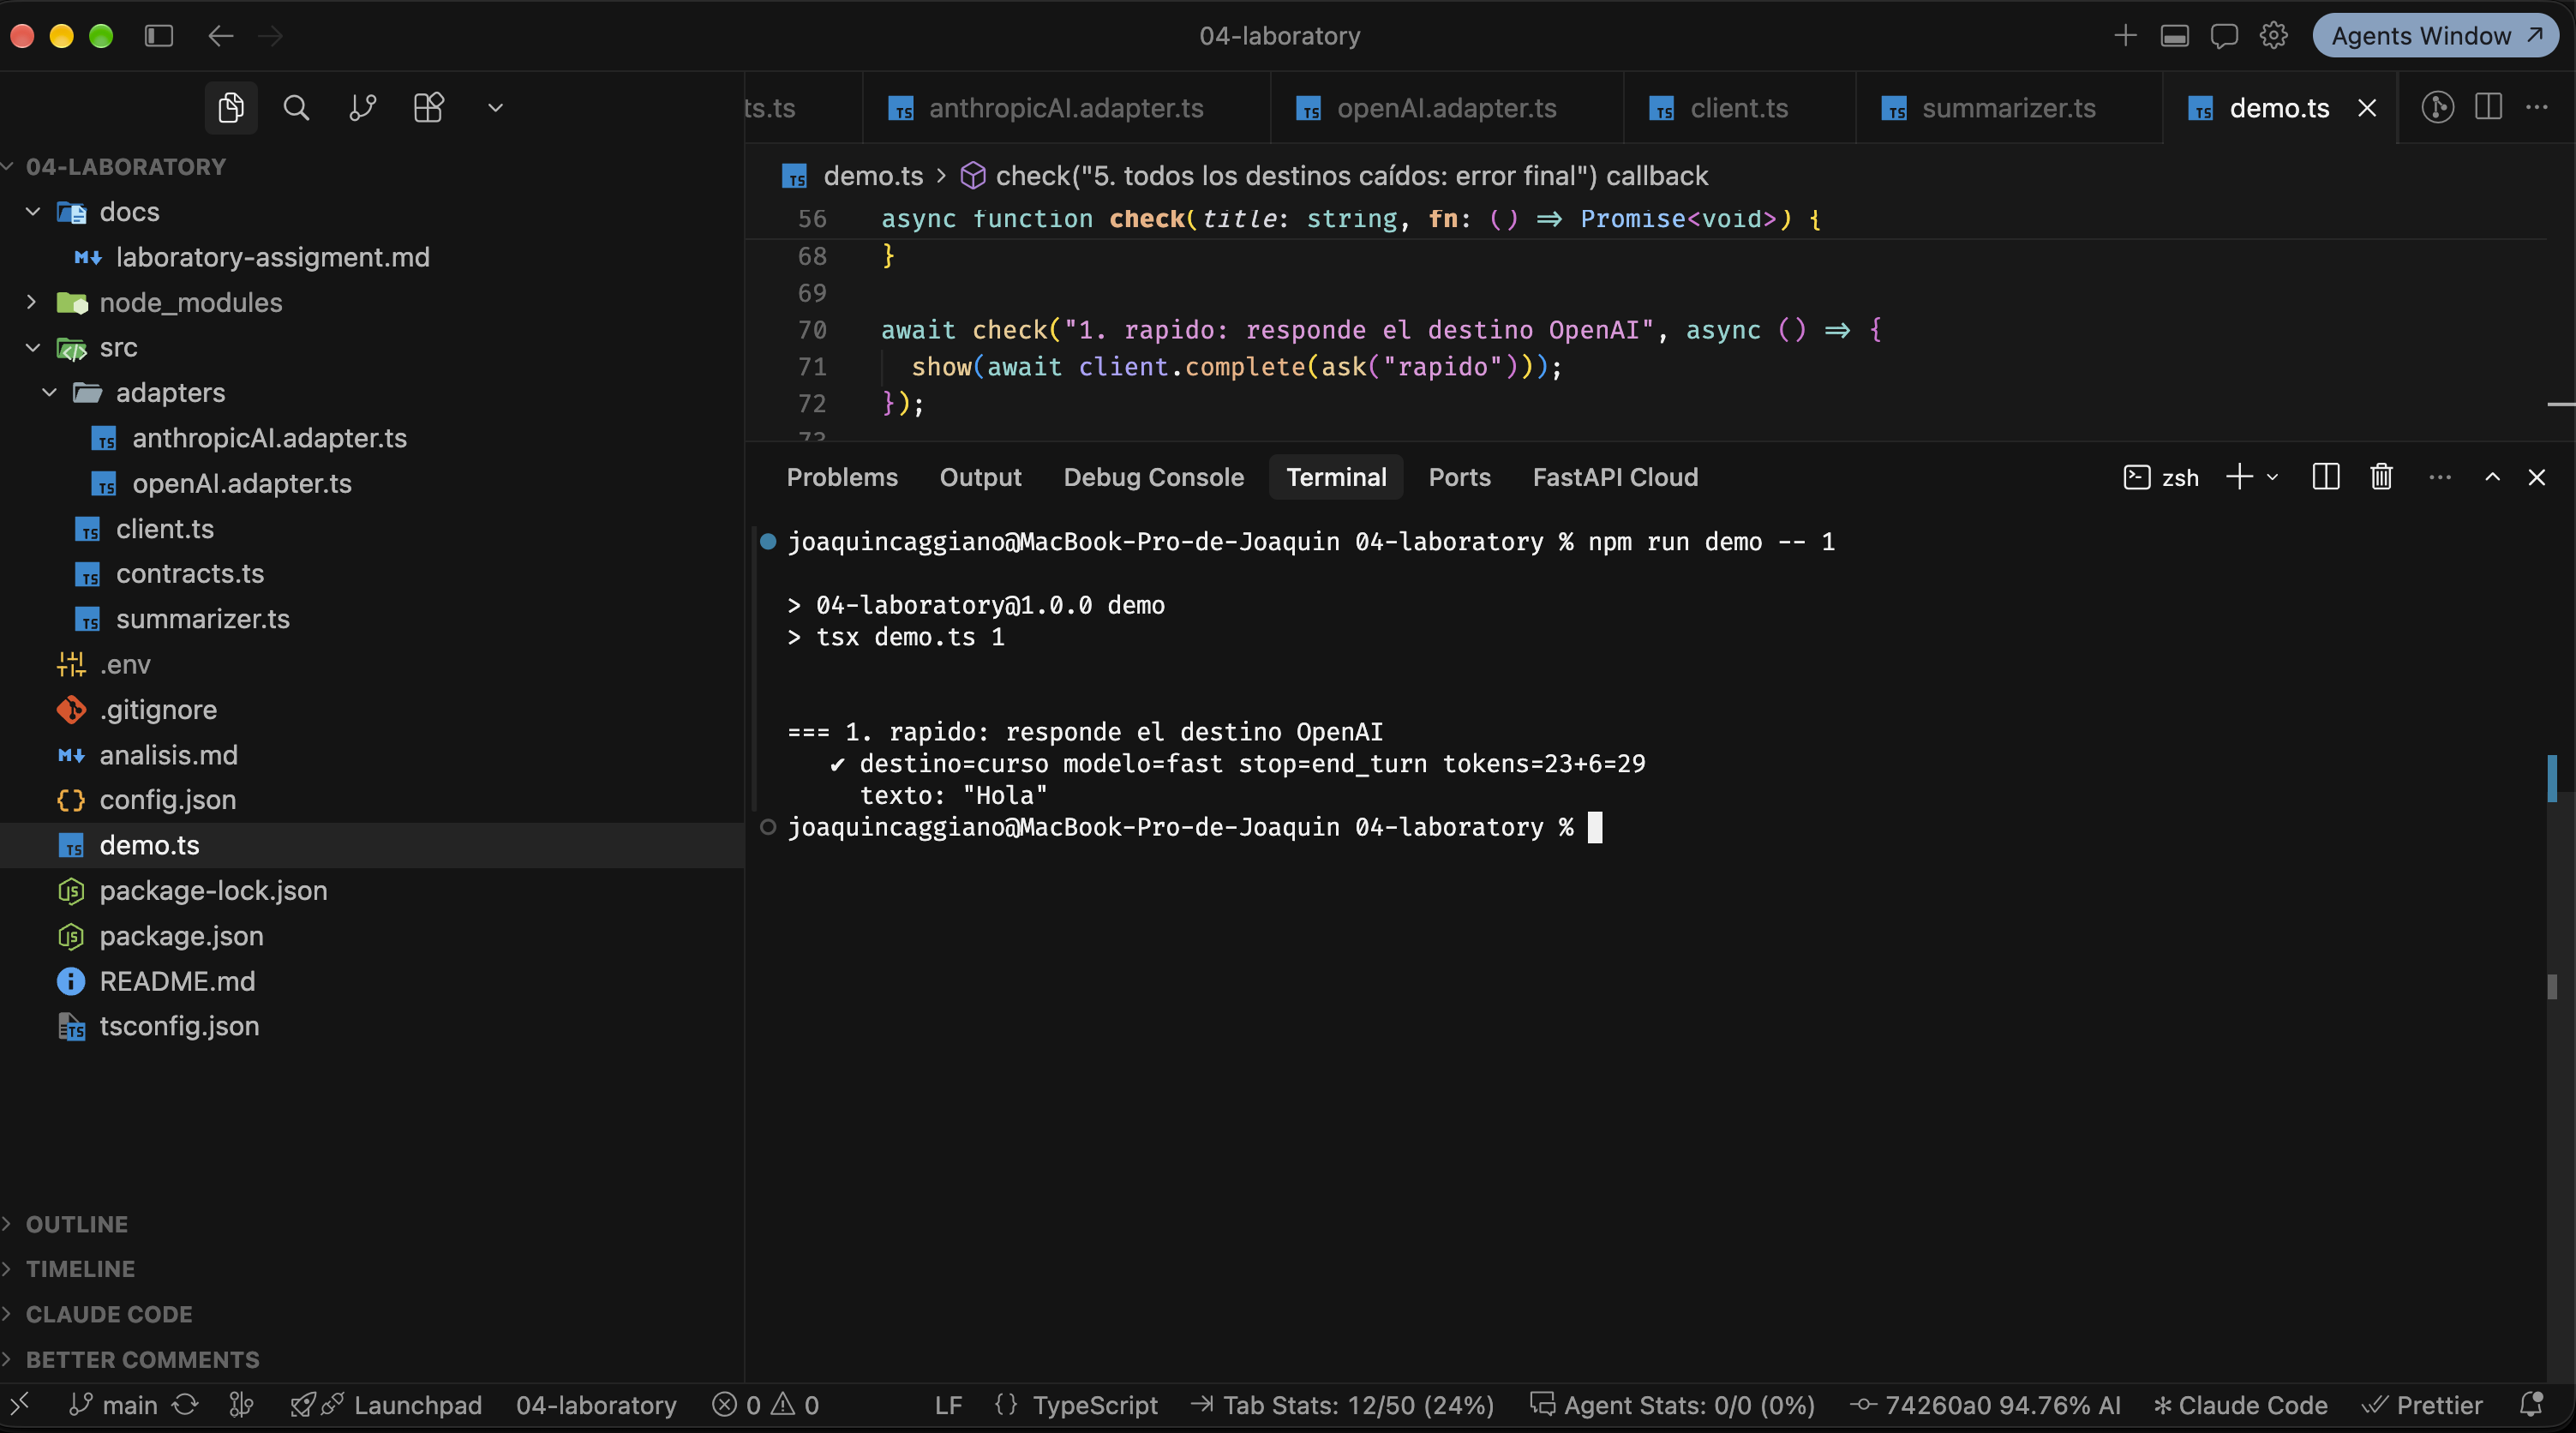 04-laboratory
Agents Window
ts.ts
anthropicAI.adapter.ts
openAI.adapter.ts
client.ts
summarizer.ts
demo.ts
04-LABORATORY
docs
laboratory-assigment.md
node_modules
src
adapters
anthropicAI.adapter.ts
openAI.adapter.ts
client.ts
contracts.ts
summarizer.ts
.env
.gitignore
analisis.md
config.json
demo.ts
package-lock.json
package.json
README.md
tsconfig.json
OUTLINE
TIMELINE
CLAUDE CODE
BETTER COMMENTS
demo.ts > check("5. todos los destinos caídos: error final") callback
56 async function check(title: string, fn: () => Promise<void>) {
68 }
69
70 await check("1. rapido: responde el destino OpenAI", async () => {
71 show(await client.complete(ask("rapido")));
72 });
73
Problems Output Debug Console Terminal Ports FastAPI Cloud zsh
joaquincaggiano@MacBook-Pro-de-Joaquin 04-laboratory % npm run demo -- 1
> 04-laboratory@1.0.0 demo
> tsx demo.ts 1
=== 1. rapido: responde el destino OpenAI
✔ destino=curso modelo=fast stop=end_turn tokens=23+6=29
texto: "Hola"
joaquincaggiano@MacBook-Pro-de-Joaquin 04-laboratory %
main Launchpad 04-laboratory 0 0 LF {} TypeScript Tab Stats: 12/50 (24%) Agent Stats: 0/0 (0%) 74260a0 94.76% AI Claude Code Prettier